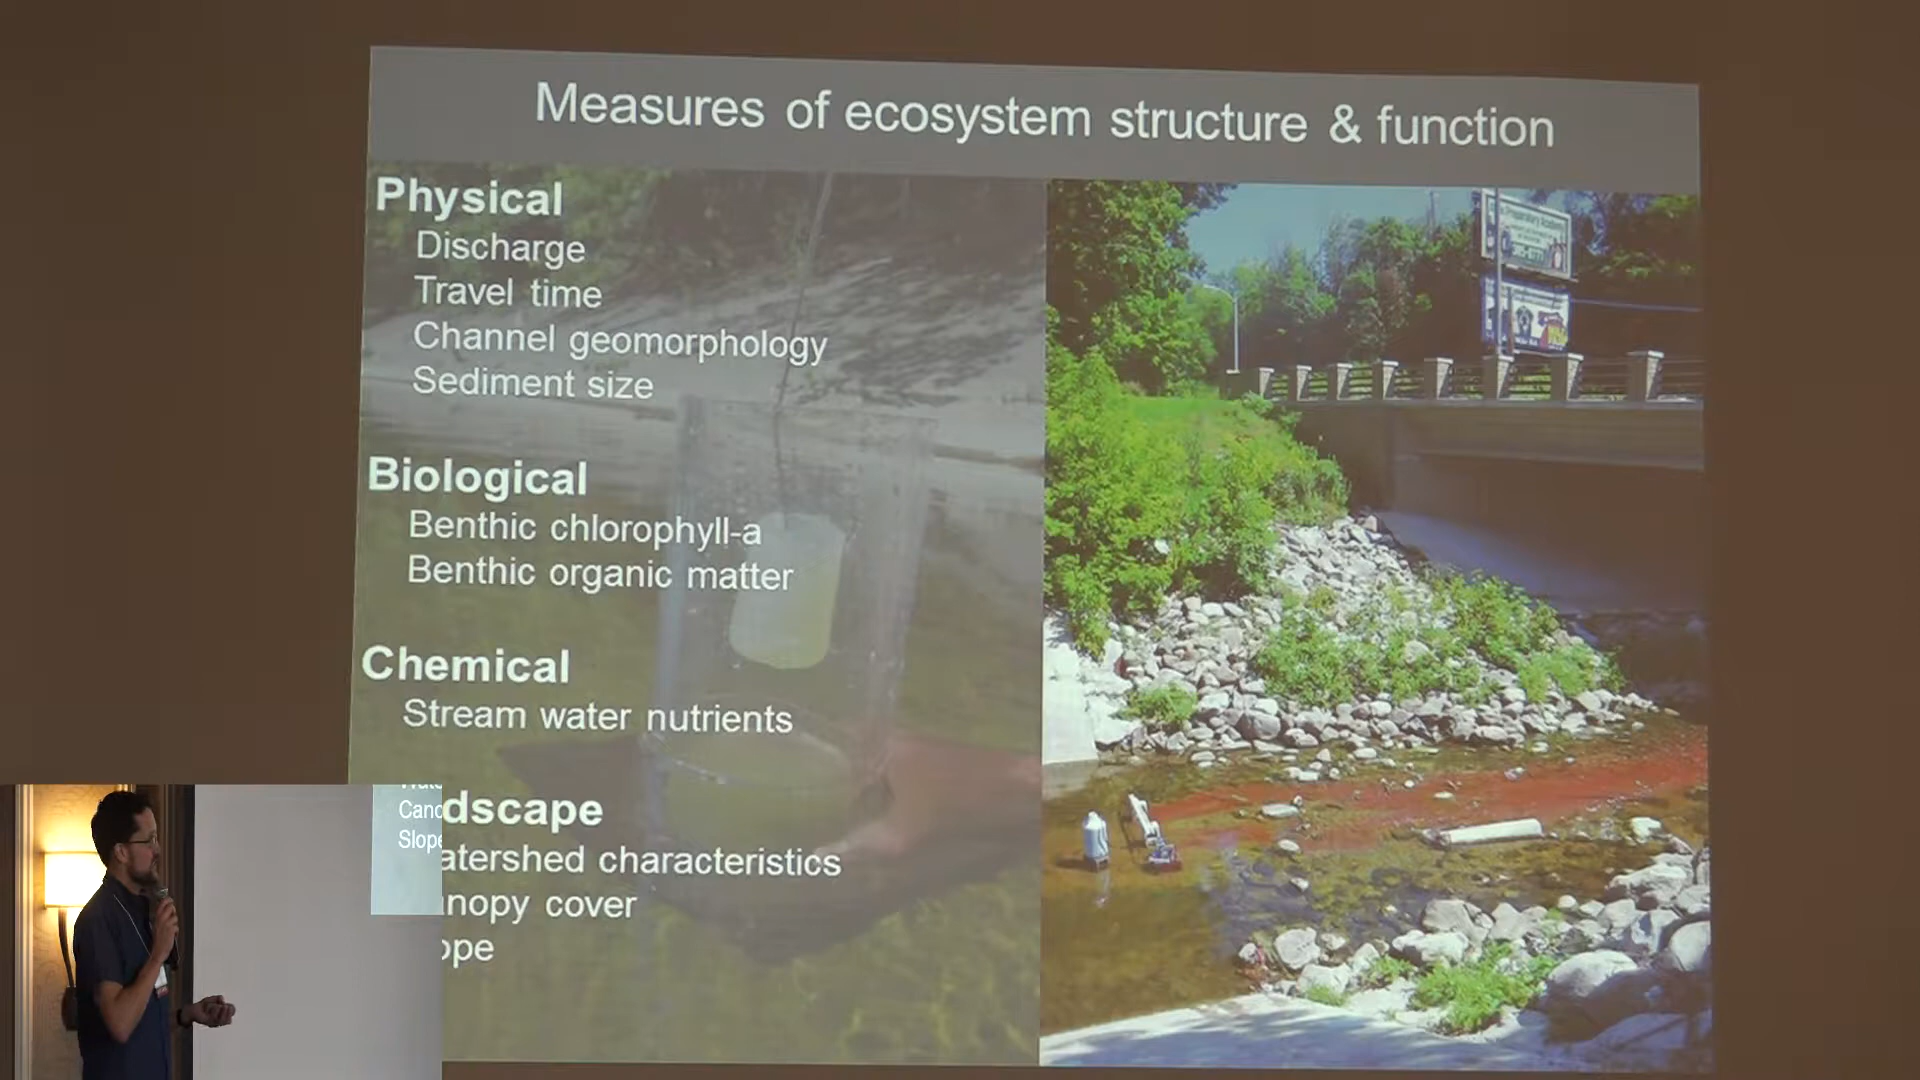 Measures of ecosystem structure & function
Physical
Discharge
Travel time
Channel geomorphology
Sediment size
Biological
Benthic chlorophyll-a
Benthic organic matter
Chemical
Stream water nutrients
dscape
atershed characteristics
nopy cover
ope
Cano
Slope